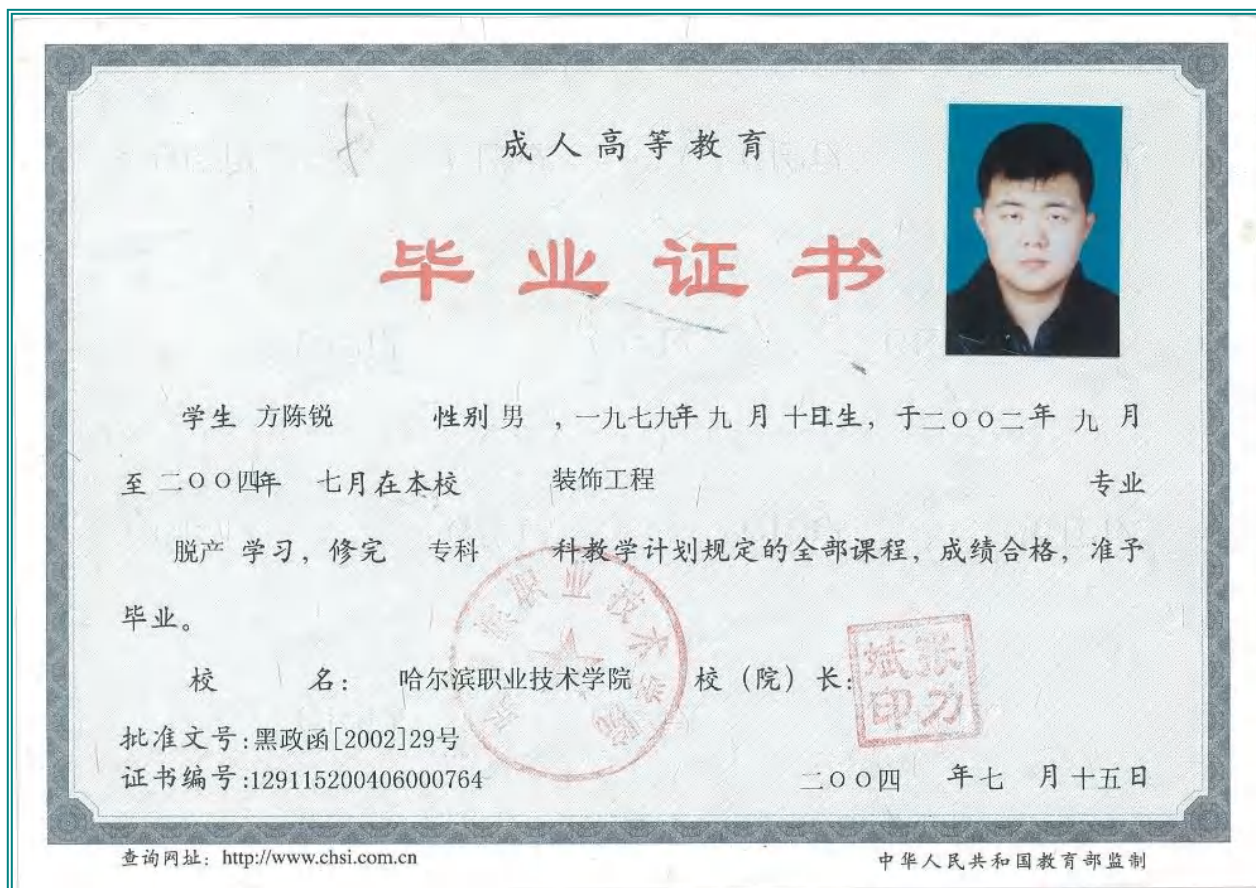 成人高等教育
毕业证书
学生 方陈锐 性别 男 ，一九七九年 九 月 十日生，于二〇〇二年 九 月
至 二〇〇四年 七月在本校 装饰工程 专业
脱产 学习，修完 专科 科教学计划规定的全部课程，成绩合格，准予
毕业。
校 名： 哈尔滨职业技术学院 校（院）长：
张力斌印
批准文号:黑政函[2002]29号
证书编号:129115200406000764
二〇〇四 年七 月十五日
查询网址：http://www.chsi.com.cn
中华人民共和国教育部监制